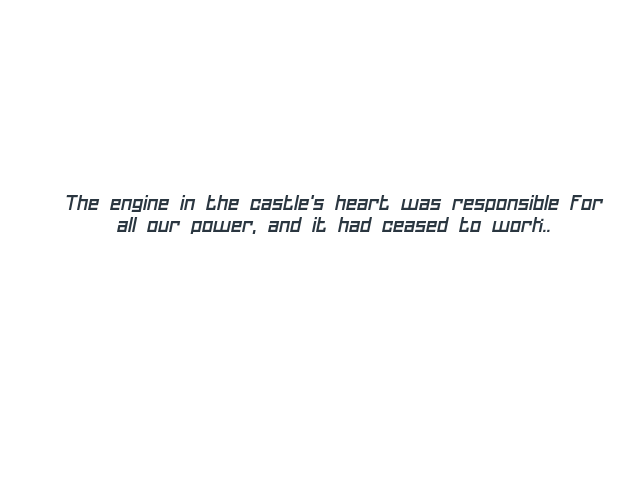 The engine in the castle's heart was responsible for
all our power, and it had ceased to work..